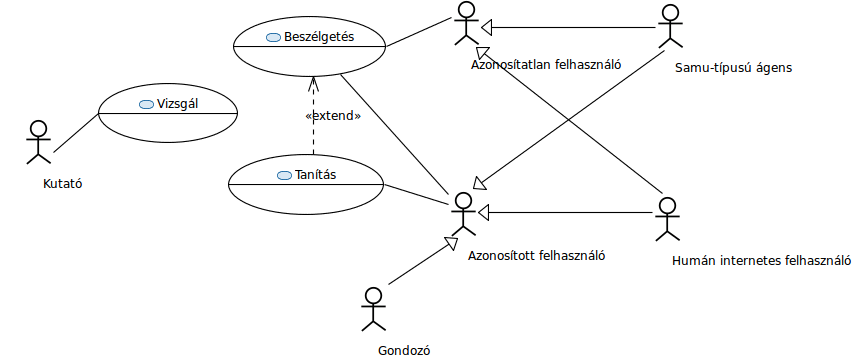 Beszélgetés
Azonosítatlan felhasználó
Samu-típusú ágens
Vizsgál
«extend»
Kutató
Tanítás
Azonosított felhasználó
Humán internetes felhasználó
Gondozó